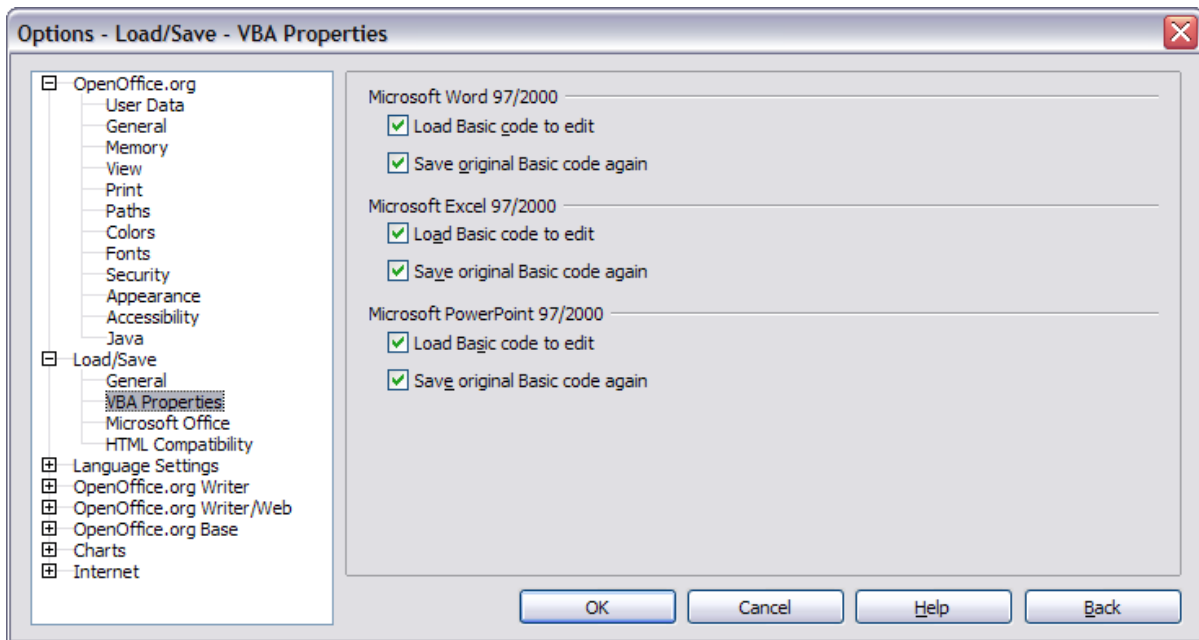 Options - Load/Save - VBA Properties
OpenOffice.org
User Data
General
Memory
View
Print
Paths
Colors
Fonts
Security
Appearance
Accessibility
Java
Load/Save
General
VBA Properties
Microsoft Office
HTML Compatibility
Language Settings
OpenOffice.org Writer
OpenOffice.org Writer/Web
OpenOffice.org Base
Charts
Internet
Microsoft Word 97/2000
Load Basic code to edit
Save original Basic code again
Microsoft Excel 97/2000
Load Basic code to edit
Save original Basic code again
Microsoft PowerPoint 97/2000
Load Basic code to edit
Save original Basic code again
OK Cancel Help Back